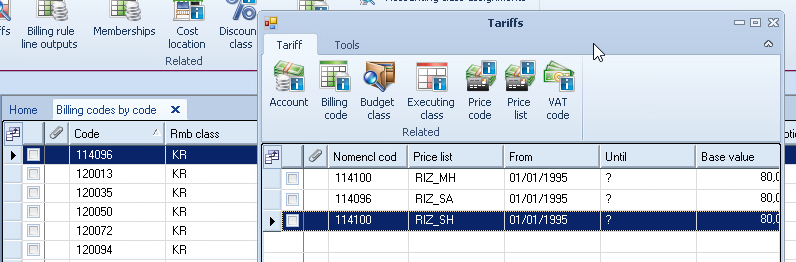 Accounting class assignments
Billing rule line outputs
Memberships
Cost location
Discount class
Related
Home
Billing codes by code
Code
Rmb class
114096 KR
120013 KR
120035 KR
120050 KR
120072 KR
120094 KR
Tariffs
Tariff Tools
Account
Billing code
Budget class
Executing class
Price code
Price list
VAT code
Related
Nomencl cod Price list From Until Base value
114100 RIZ_MH 01/01/1995 ? 80,0
114096 RIZ_SA 01/01/1995 ? 80,0
114100 RIZ_SH 01/01/1995 ? 80,0